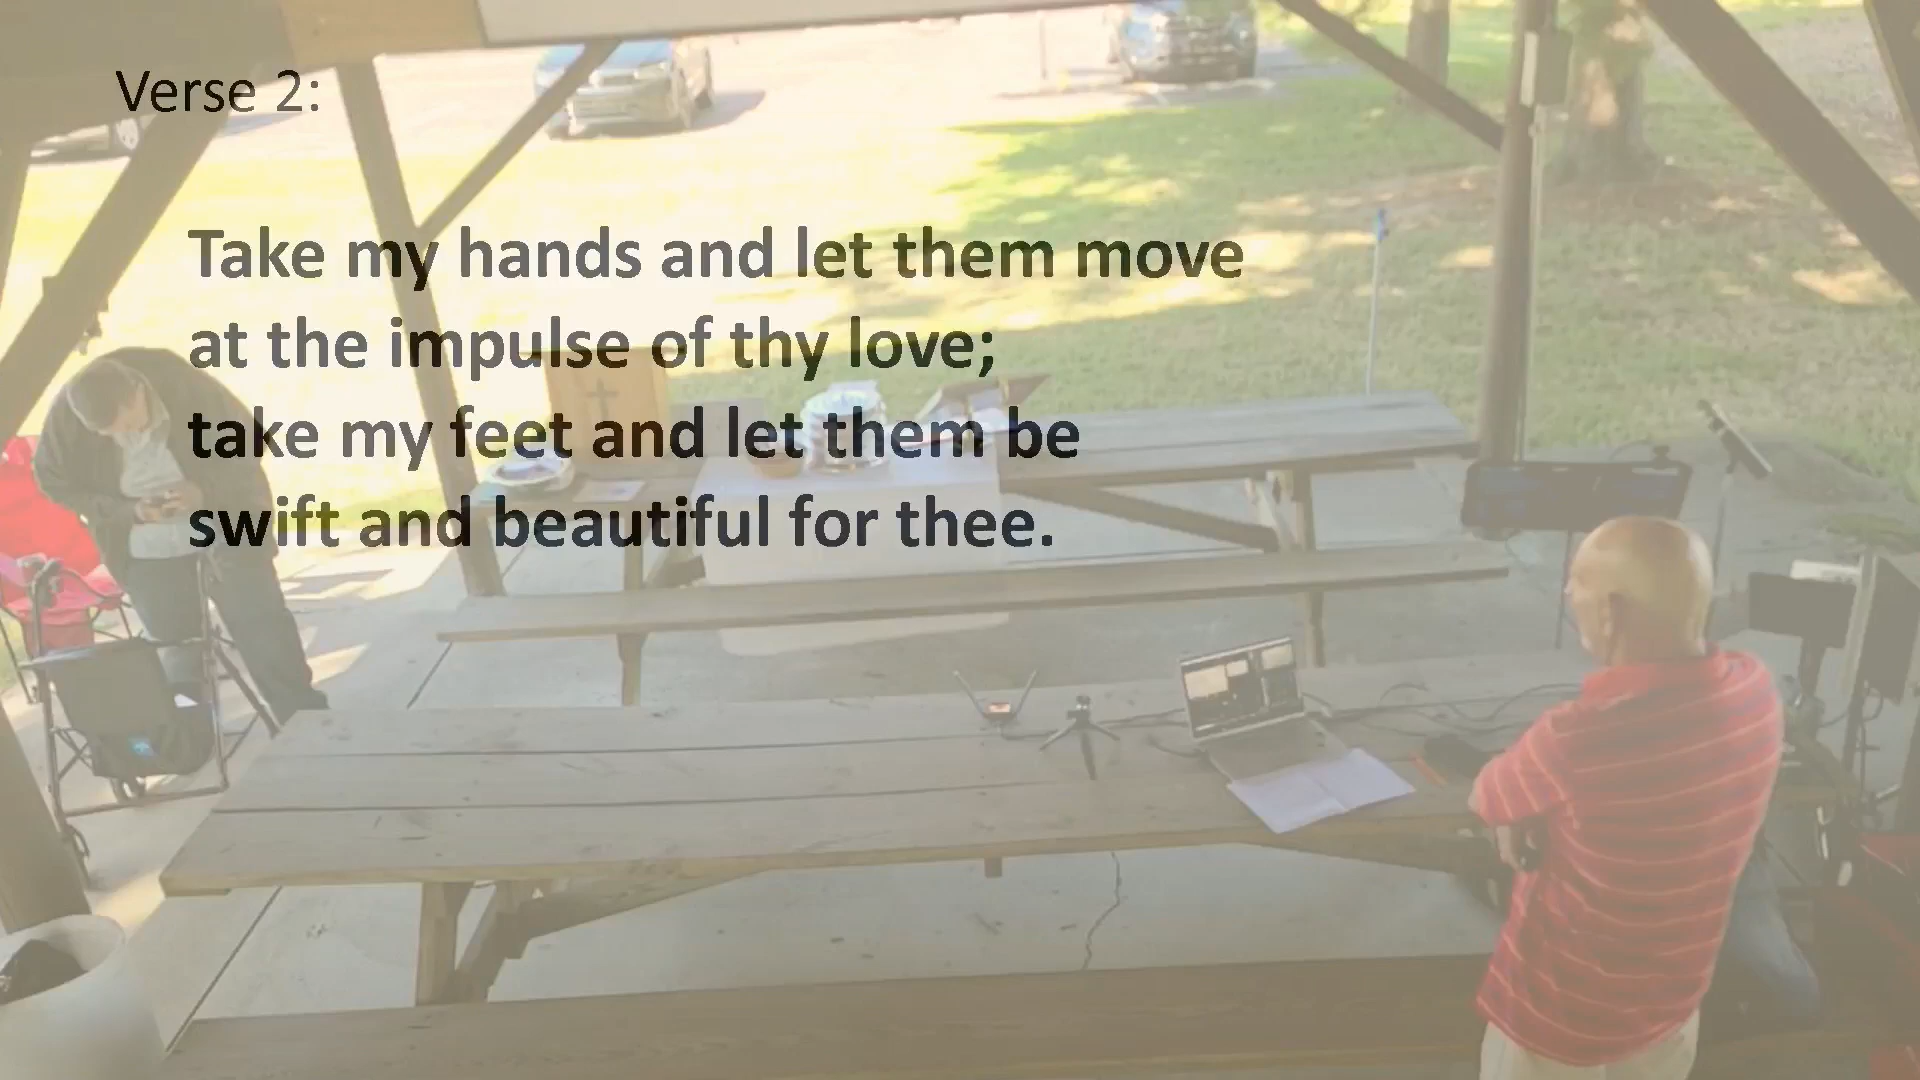 Verse 2:
Take my hands and let them move
at the impulse of thy love;
take my feet and let them be
swift and beautiful for thee.